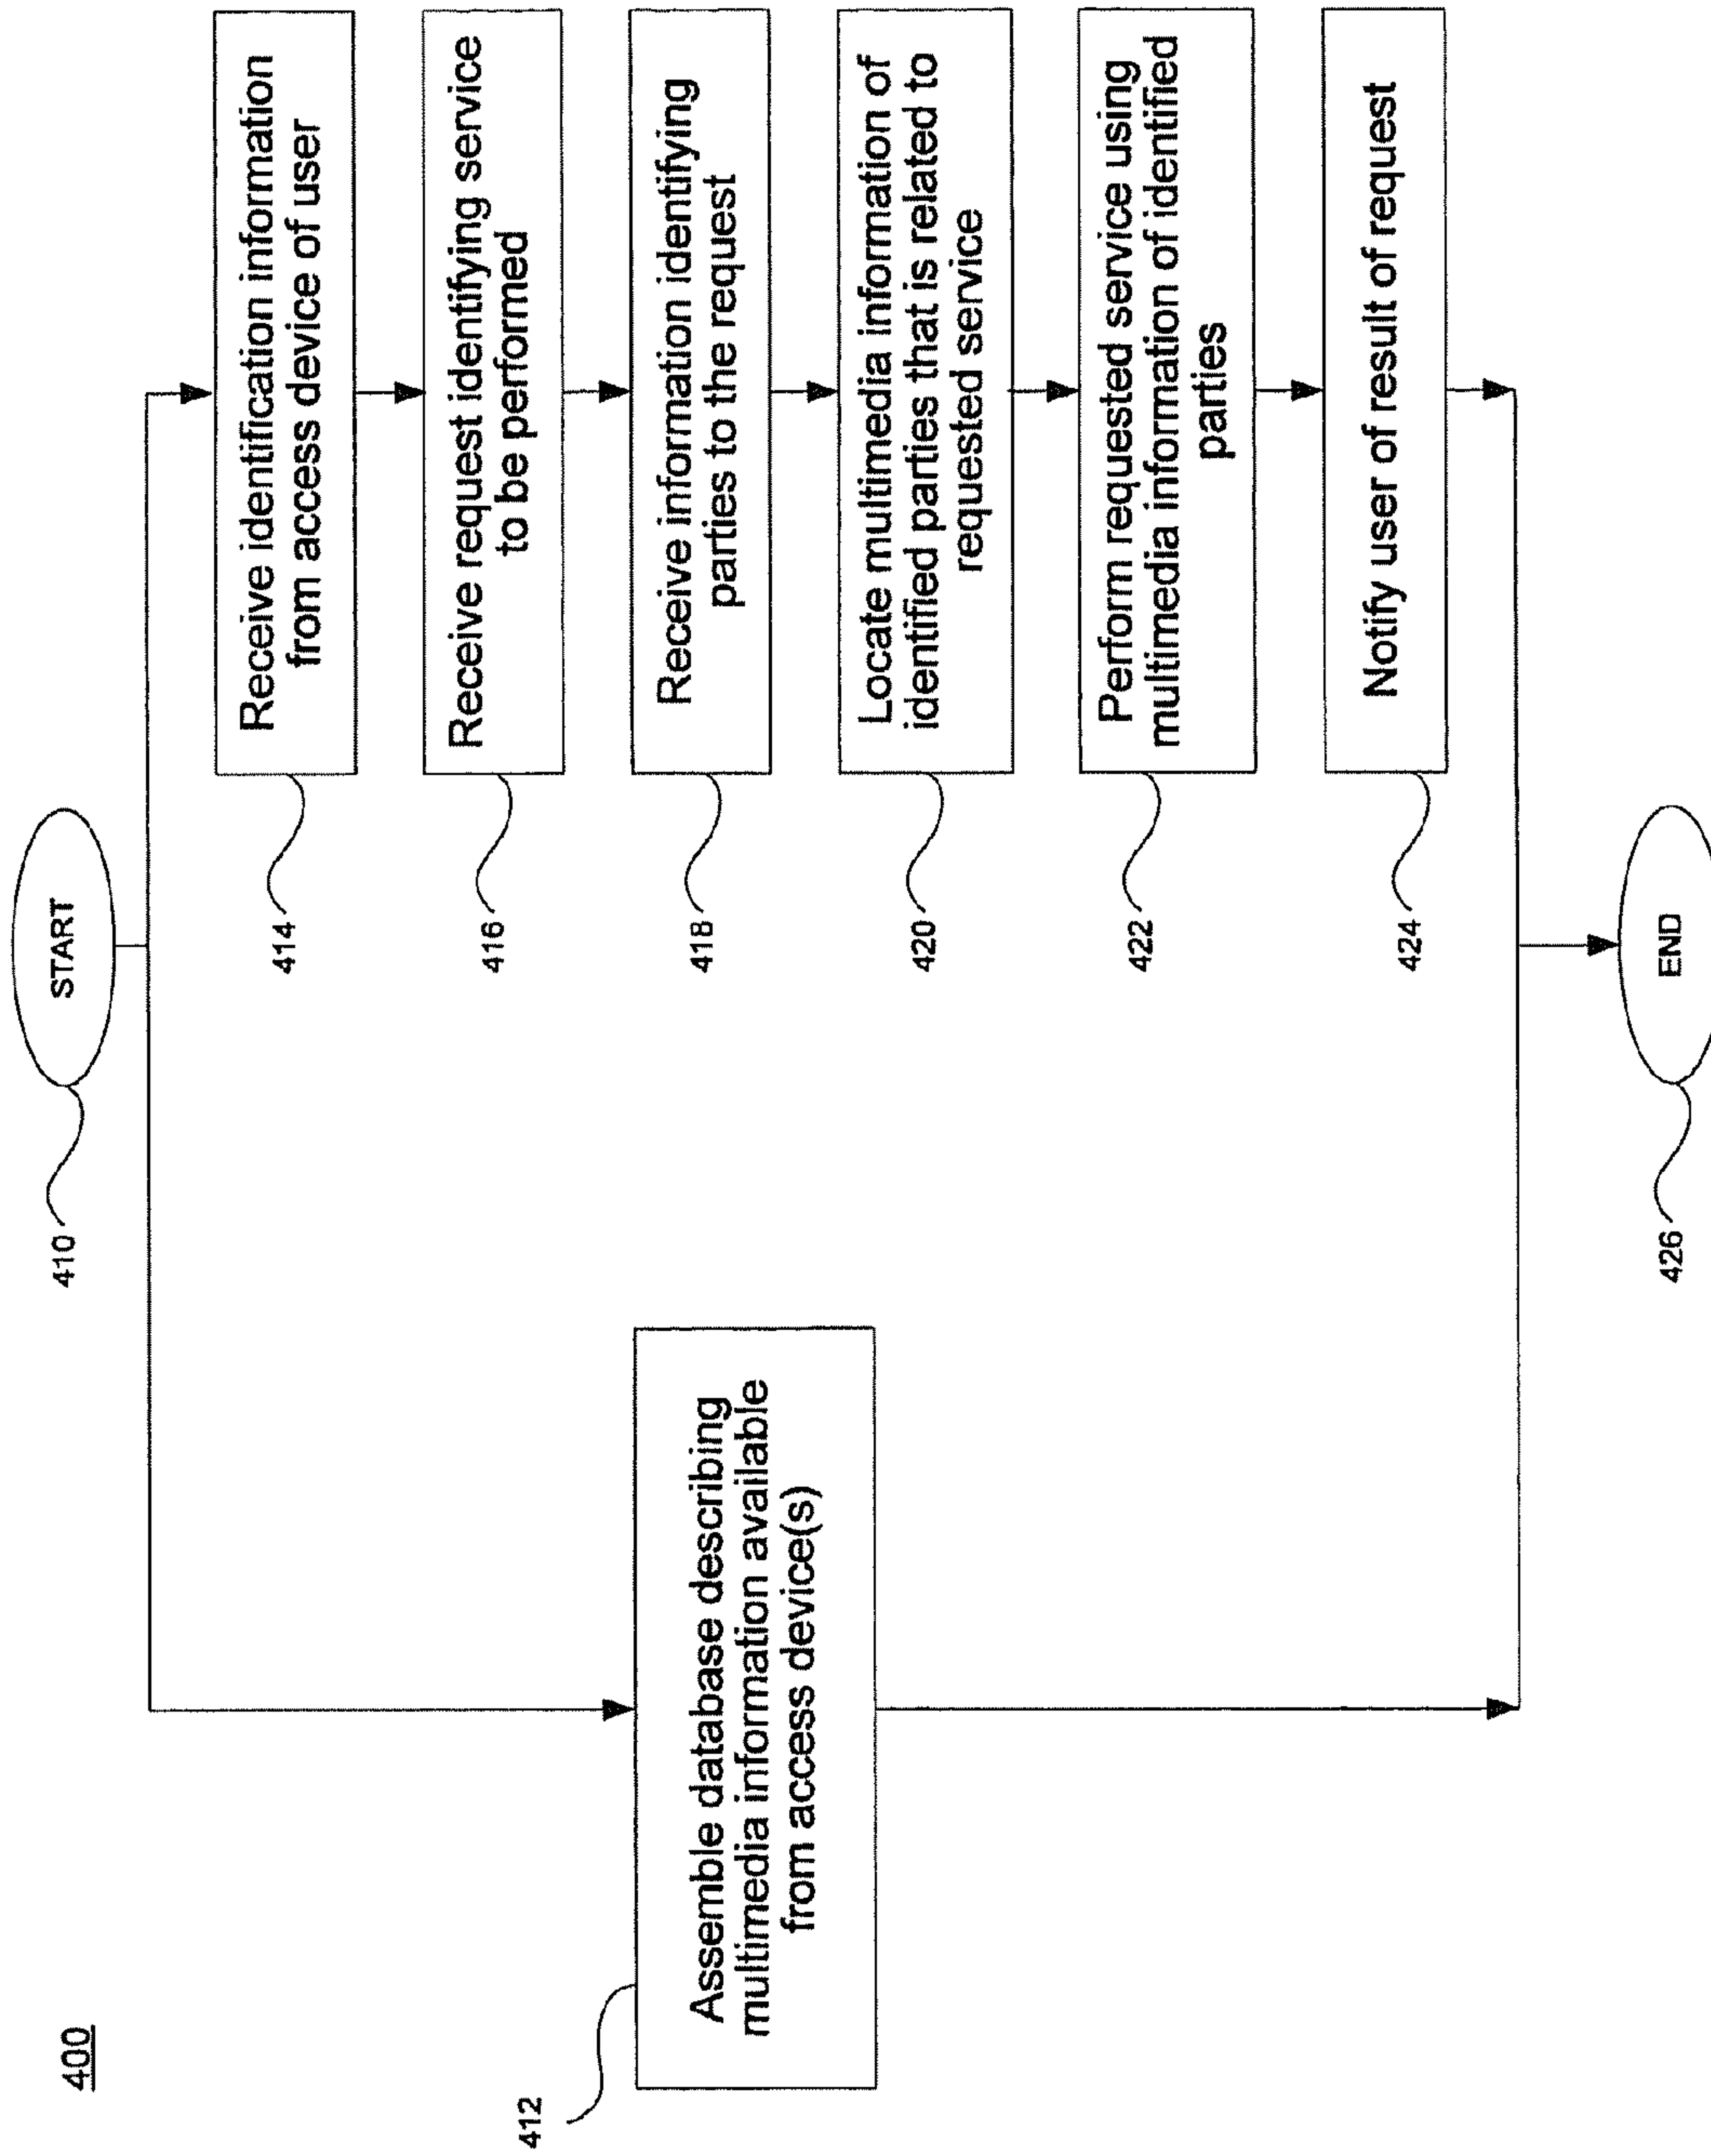 400
START
410
Assemble database describing
multimedia information available
from access device(s)
412
Receive identification information
from access device of user
414
Receive request identifying service
to be performed
416
Receive information identifying
parties to the request
418
Locate multimedia information of
identified parties that is related to
requested service
420
Perform requested service using
multimedia information of identified
parties
422
Notify user of result of request
424
END
426